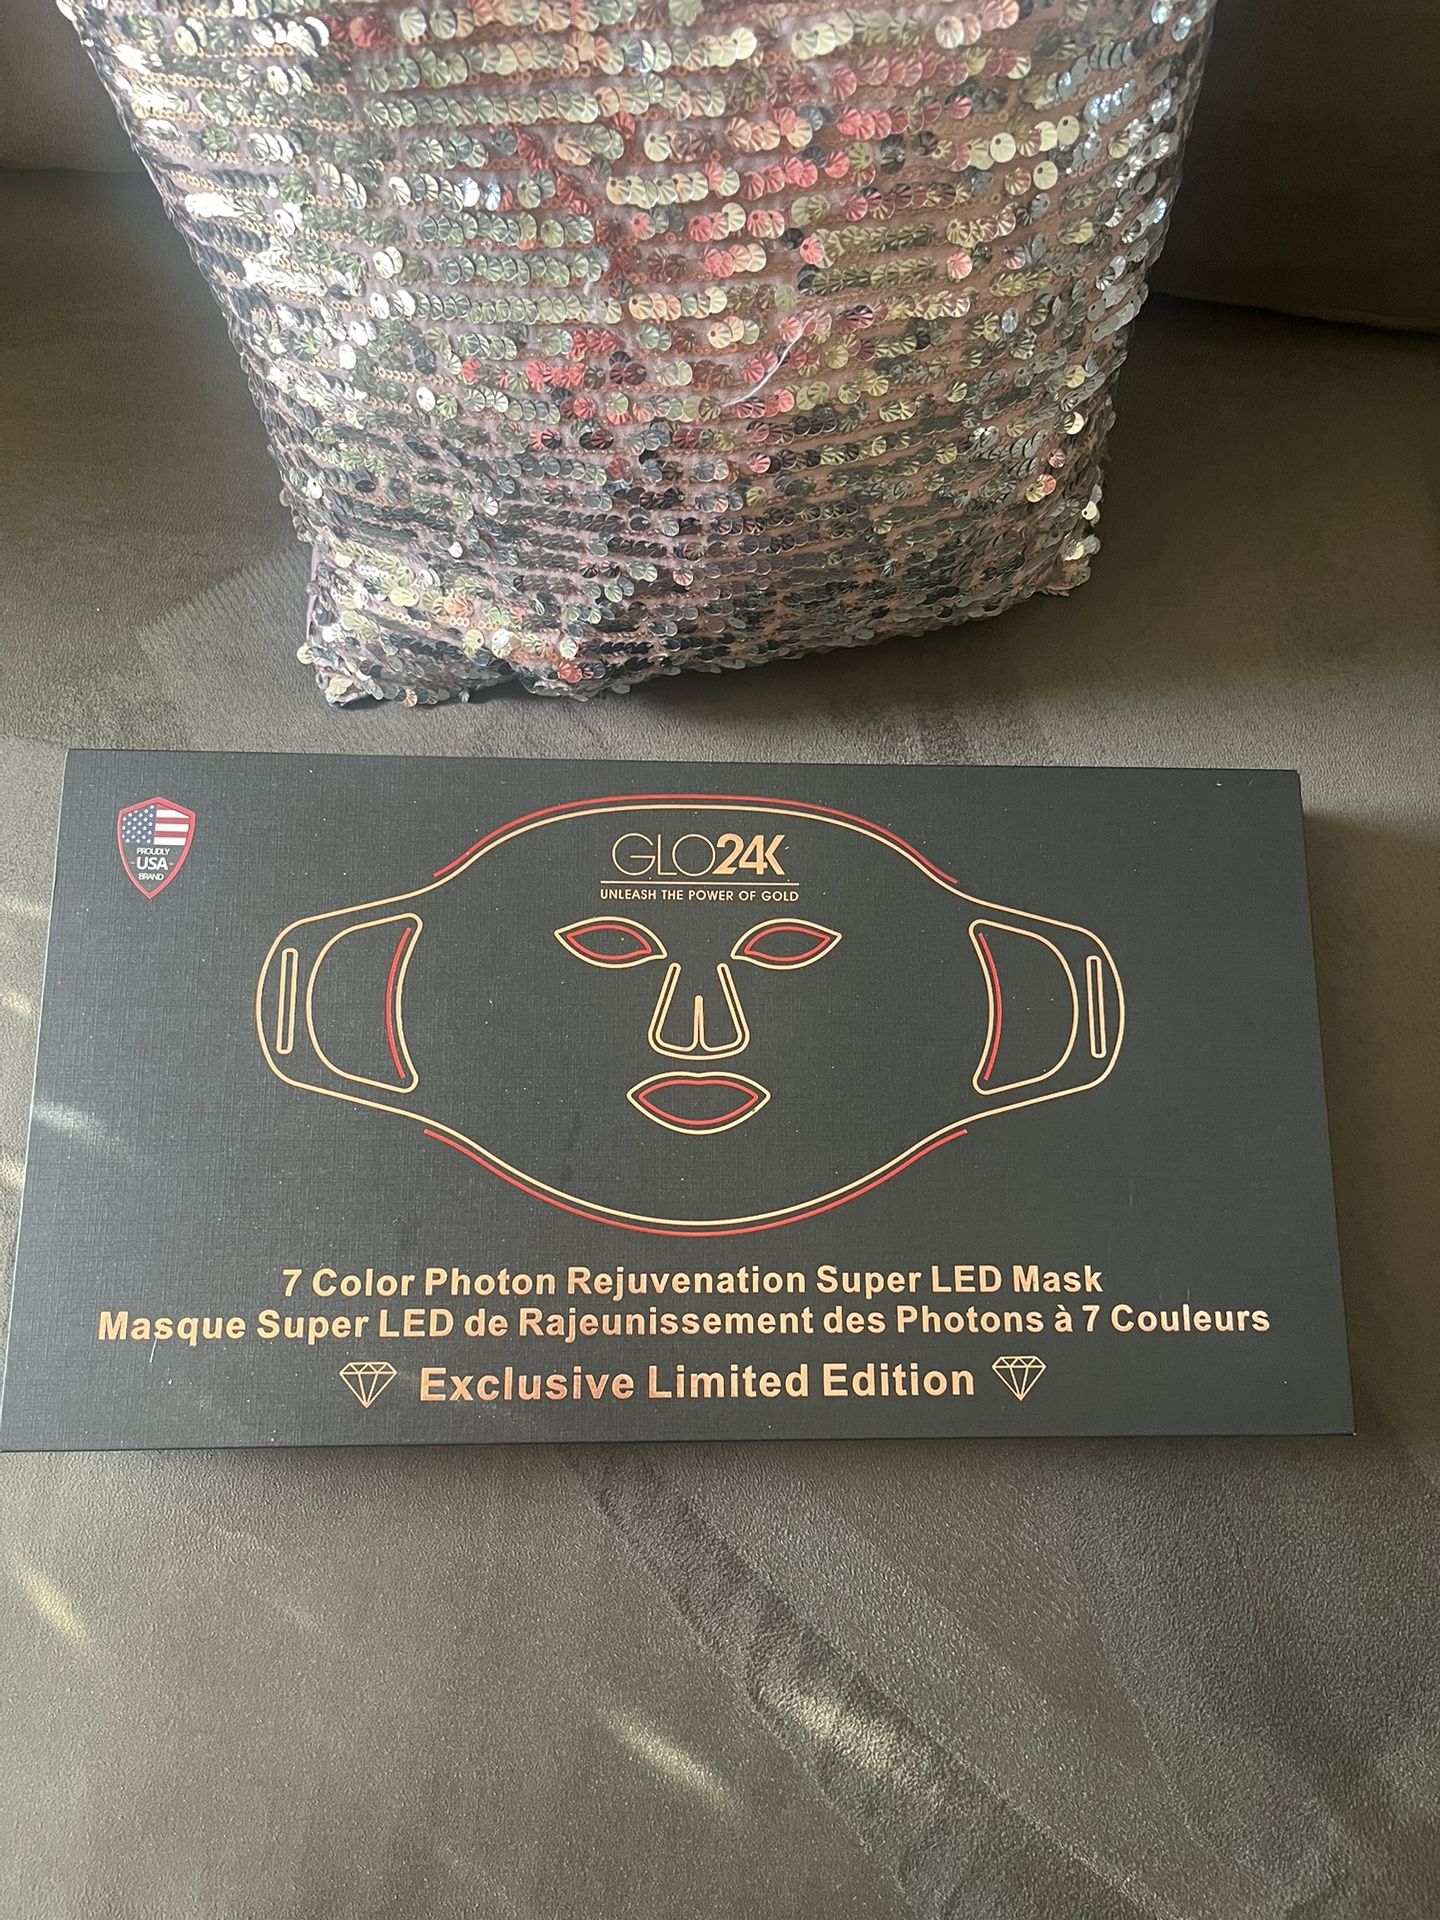 PROUDLY
USA
BRAND
GLO24K
UNLEASH THE POWER OF GOLD
7 Color Photon Rejuvenation Super LED Mask
Masque Super LED de Rajeunissement des Photons à 7 Couleurs
Exclusive Limited Edition